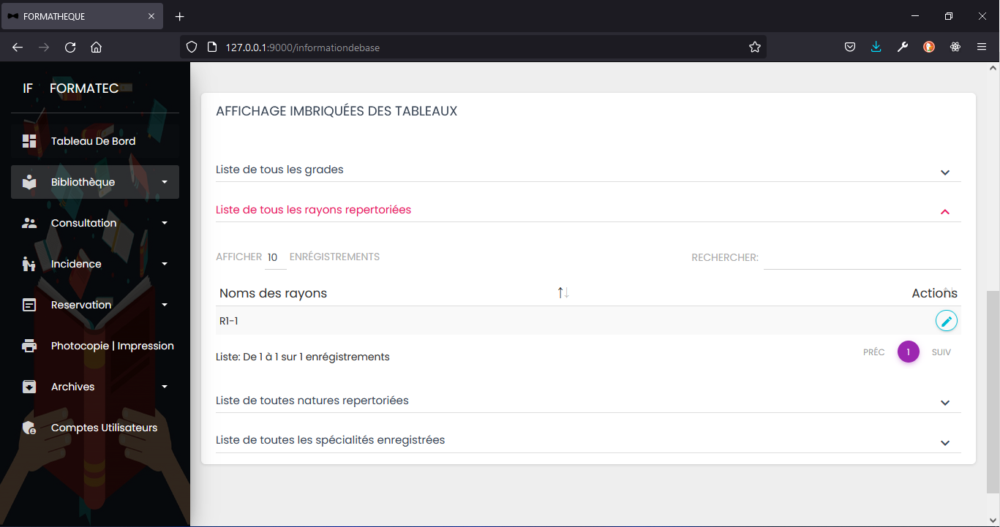 FORMATHEQUE
127.0.0.1:9000/informationdebase
IF FORMATEC
Tableau De Bord
Bibliothèque
Consultation
Incidence
Reservation
Photocopie | Impression
Archives
Comptes Utilisateurs
AFFICHAGE IMBRIQUÉES DES TABLEAUX
Liste de tous les grades
Liste de tous les rayons repertoriées
AFFICHER 10 ENRÉGISTREMENTS RECHERCHER:
Noms des rayons Actions
R1-1
Liste: De 1 à 1 sur 1 enrégistrements PRÉC 1 SUIV
Liste de toutes natures repertoriées
Liste de toutes les spécialités enregistrées